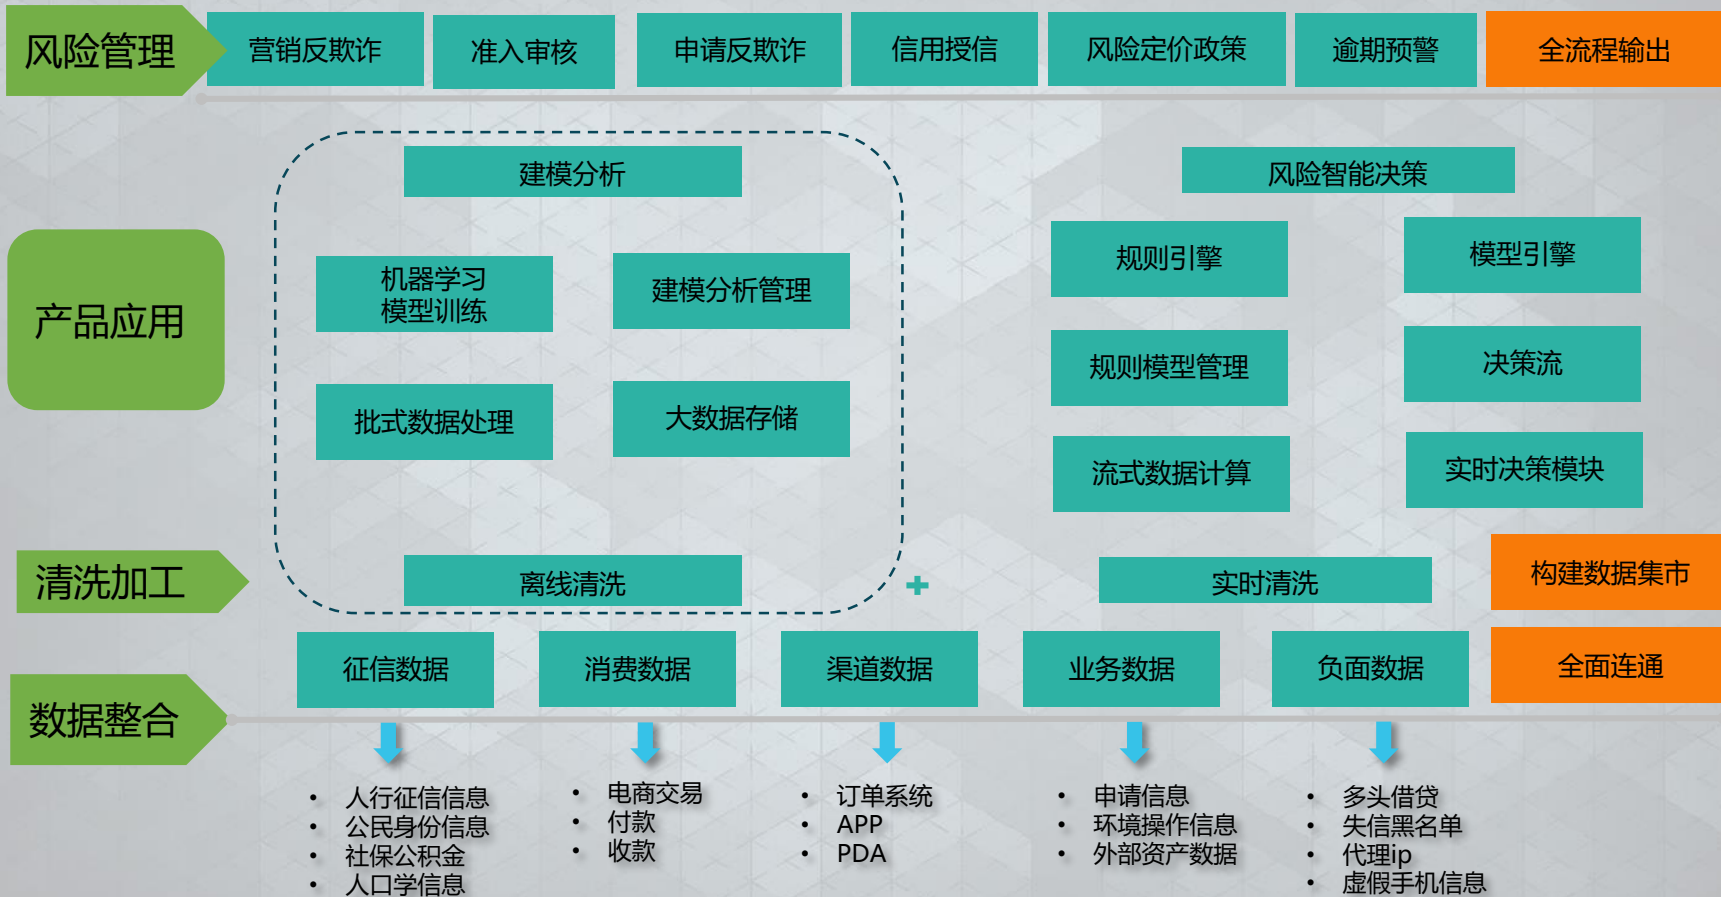 风险管理
营销反欺诈
准入审核
申请反欺诈
信用授信
风险定价政策
逾期预警
全流程输出
建模分析
风险智能决策
产品应用
机器学习
模型训练
建模分析管理
规则引擎
模型引擎
批式数据处理
大数据存储
规则模型管理
决策流
流式数据计算
实时决策模块
清洗加工
离线清洗
实时清洗
构建数据集市
数据整合
征信数据
消费数据
渠道数据
业务数据
负面数据
全面连通
• 人行征信信息
• 公民身份信息
• 社保公积金
• 人口学信息
• 电商交易
• 付款
• 收款
• 订单系统
• APP
• PDA
• 申请信息
• 环境操作信息
• 外部资产数据
• 多头借贷
• 失信黑名单
• 代理ip
• 虚假手机信息